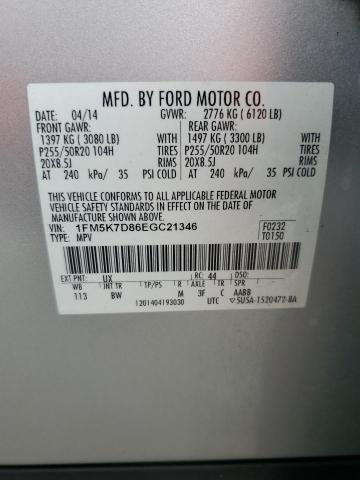 MFD. BY FORD MOTOR CO.
DATE: 04/14 GVWR: 2776 KG ( 6120 LB)
FRONT GAWR: REAR GAWR:
1397 KG ( 3080 LB) WITH 1497 KG ( 3300 LB) WITH
P255/50R20 104H TIRES P255/50R20 104H TIRES
20X8.5J RIMS 20X8.5J RIMS
AT 240 kPa/ 35 PSI COLD AT 240 kPa/ 35 PSI COLD
THIS VEHICLE CONFORMS TO ALL APPLICABLE FEDERAL MOTOR
VEHICLE SAFETY STANDARDS IN EFFECT ON THE DATE OF MANUFACTURE
SHOWN ABOVE.
VIN: 1FM5K7D86EGC21346 F0232
TYPE: MPV T0150
EXT PNT: UX RC: 44 DSO:
WB INT TR TP/PS R AXLE TR SPR
113 BW M 3F C AABB
1201404193030 UTC 5USA-1520472-BA